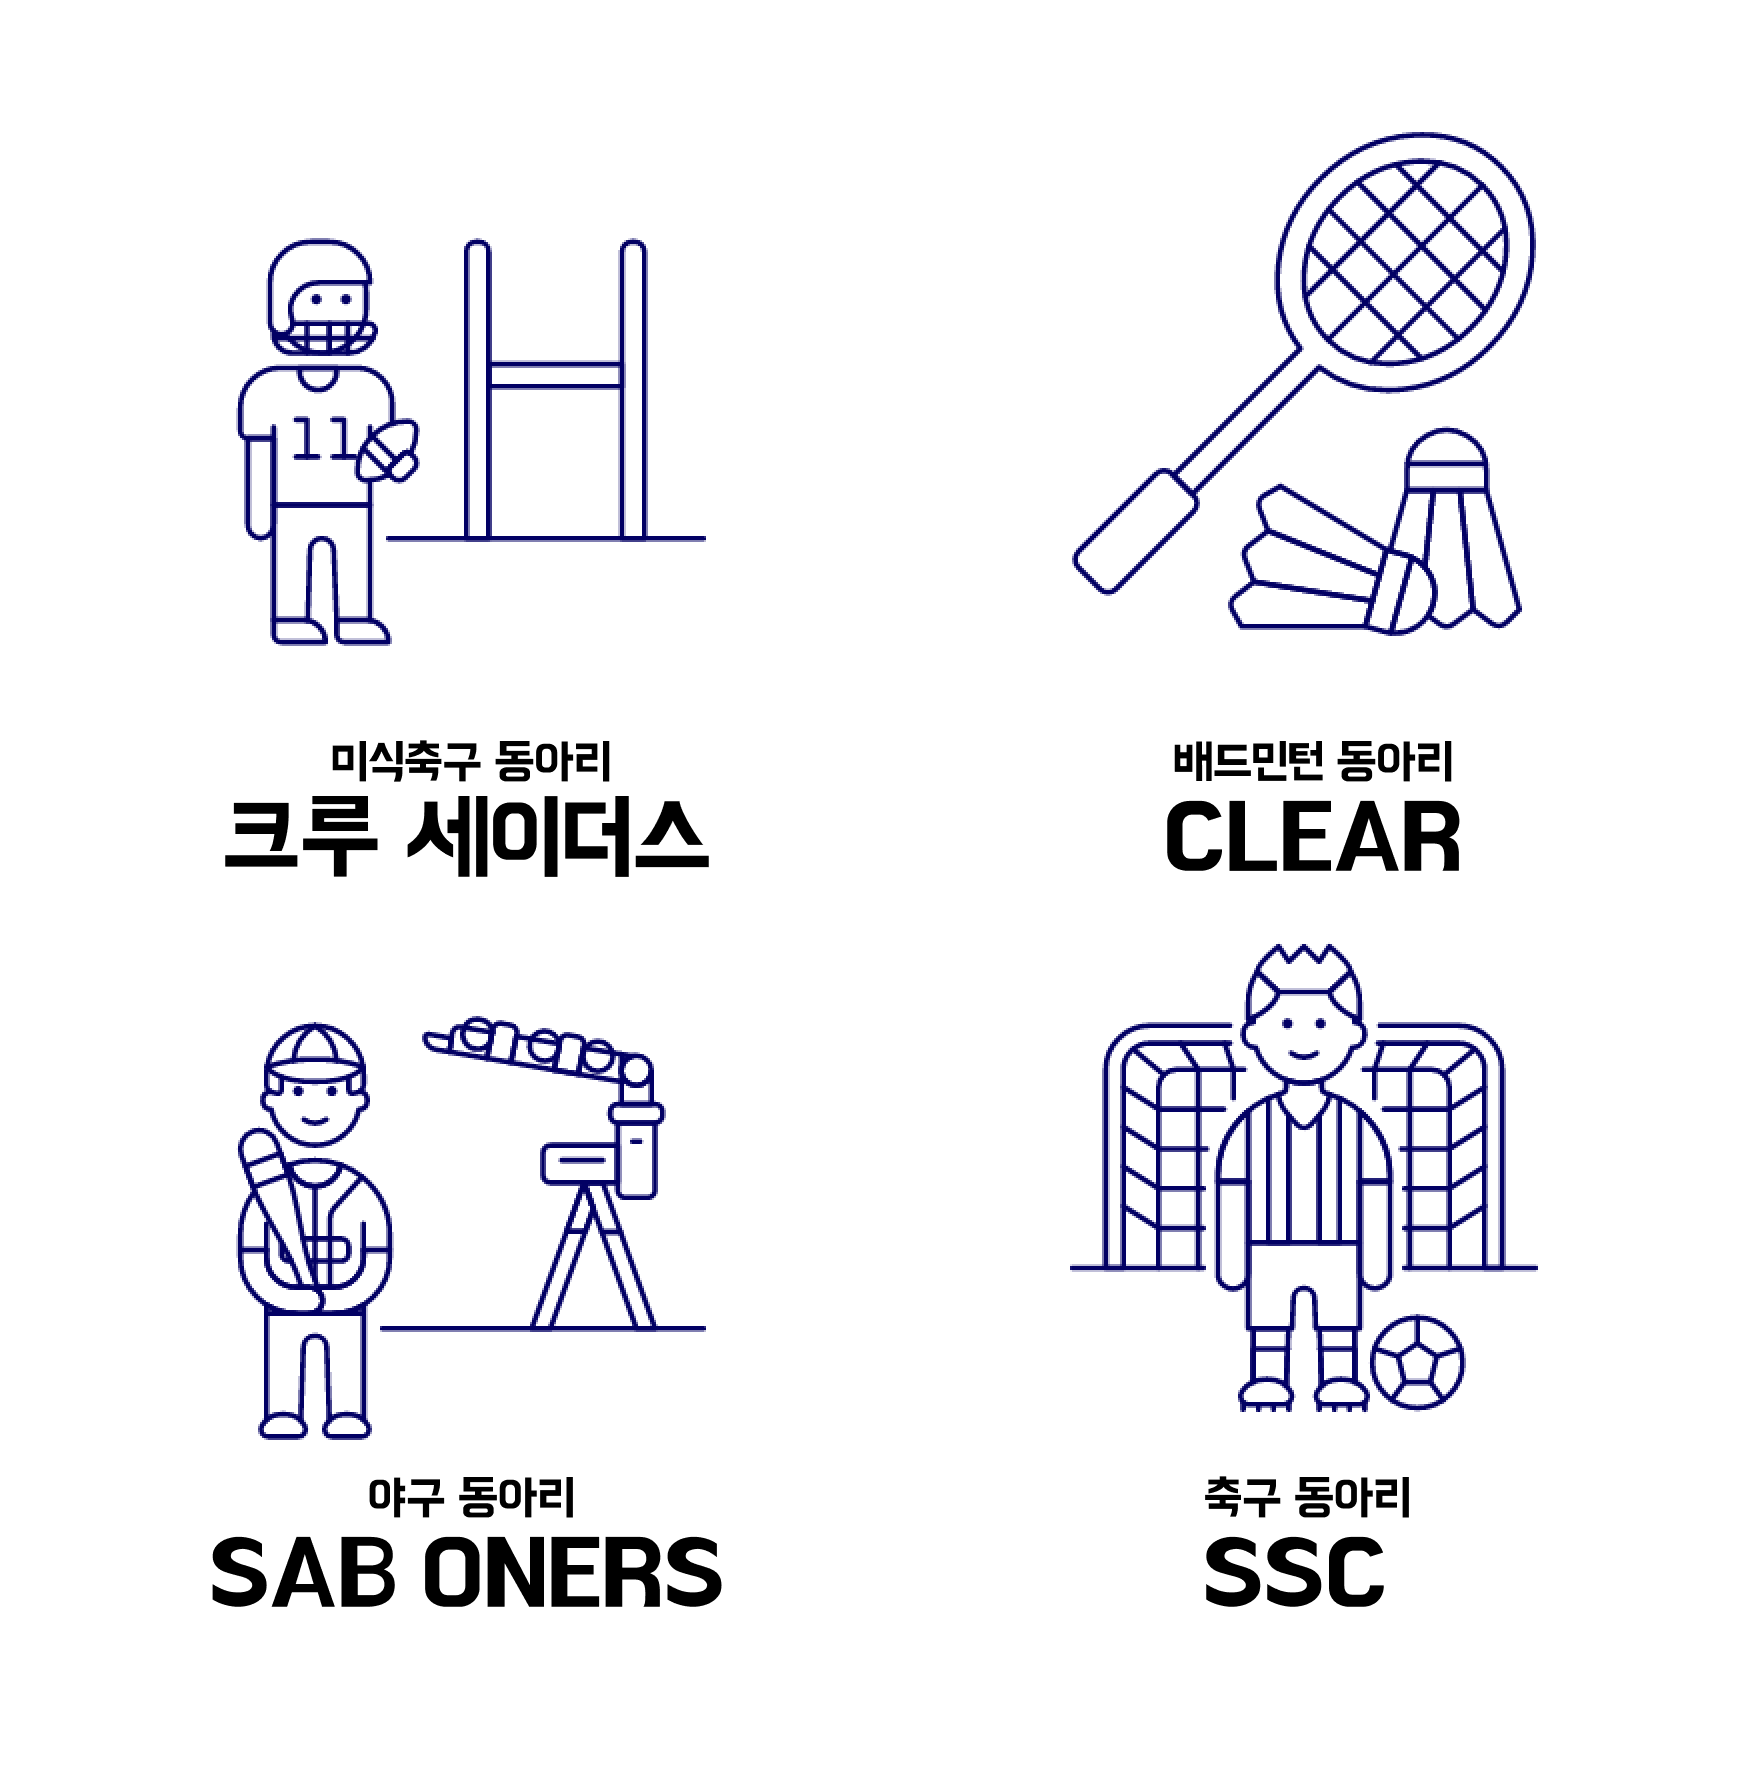 11
미식축구 동아리
크루 세이더스
배드민턴 동아리
CLEAR
야구 동아리
SAB ONERS
축구 동아리
SSC